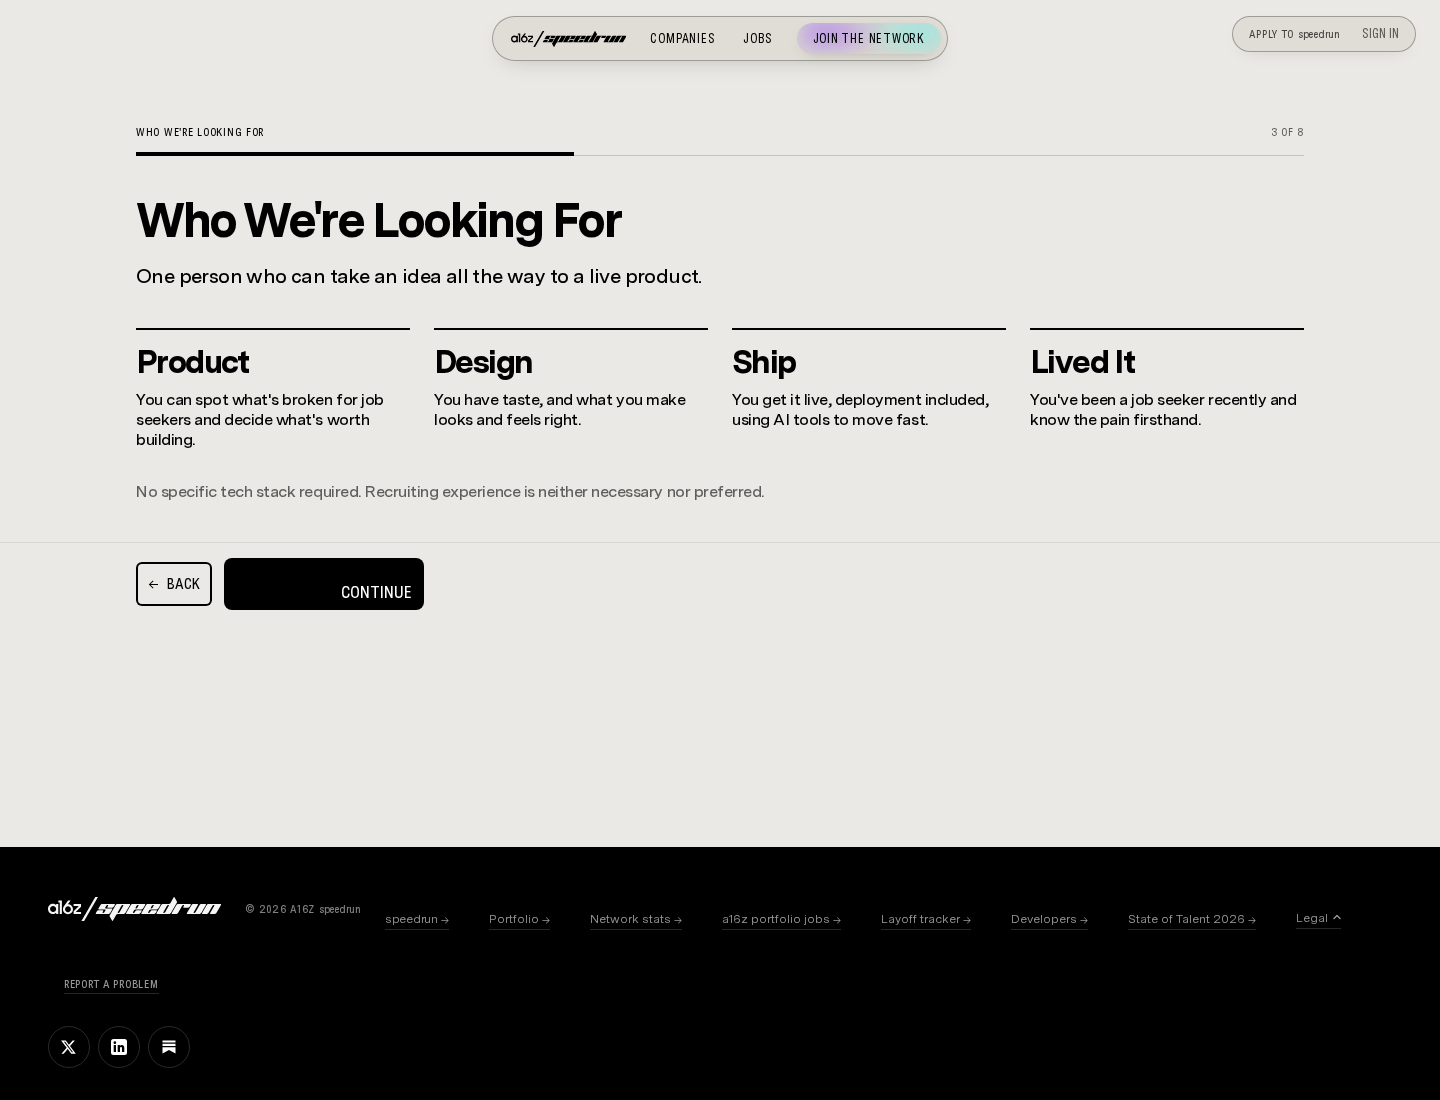 a16z/speedrun
COMPANIES
JOBS
JOIN THE NETWORK
APPLY TO speedrun
SIGN IN
WHO WE'RE LOOKING FOR
3 OF 8
Who We're Looking For
One person who can take an idea all the way to a live product.
Product
You can spot what's broken for job
seekers and decide what's worth
building.
Design
You have taste, and what you make
looks and feels right.
Ship
You get it live, deployment included,
using AI tools to move fast.
Lived It
You've been a job seeker recently and
know the pain firsthand.
No specific tech stack required. Recruiting experience is neither necessary nor preferred.
← BACK
CONTINUE
a16z/speedrun
© 2026 A16Z speedrun
speedrun →
Portfolio →
Network stats →
a16z portfolio jobs →
Layoff tracker →
Developers →
State of Talent 2026 →
Legal
REPORT A PROBLEM